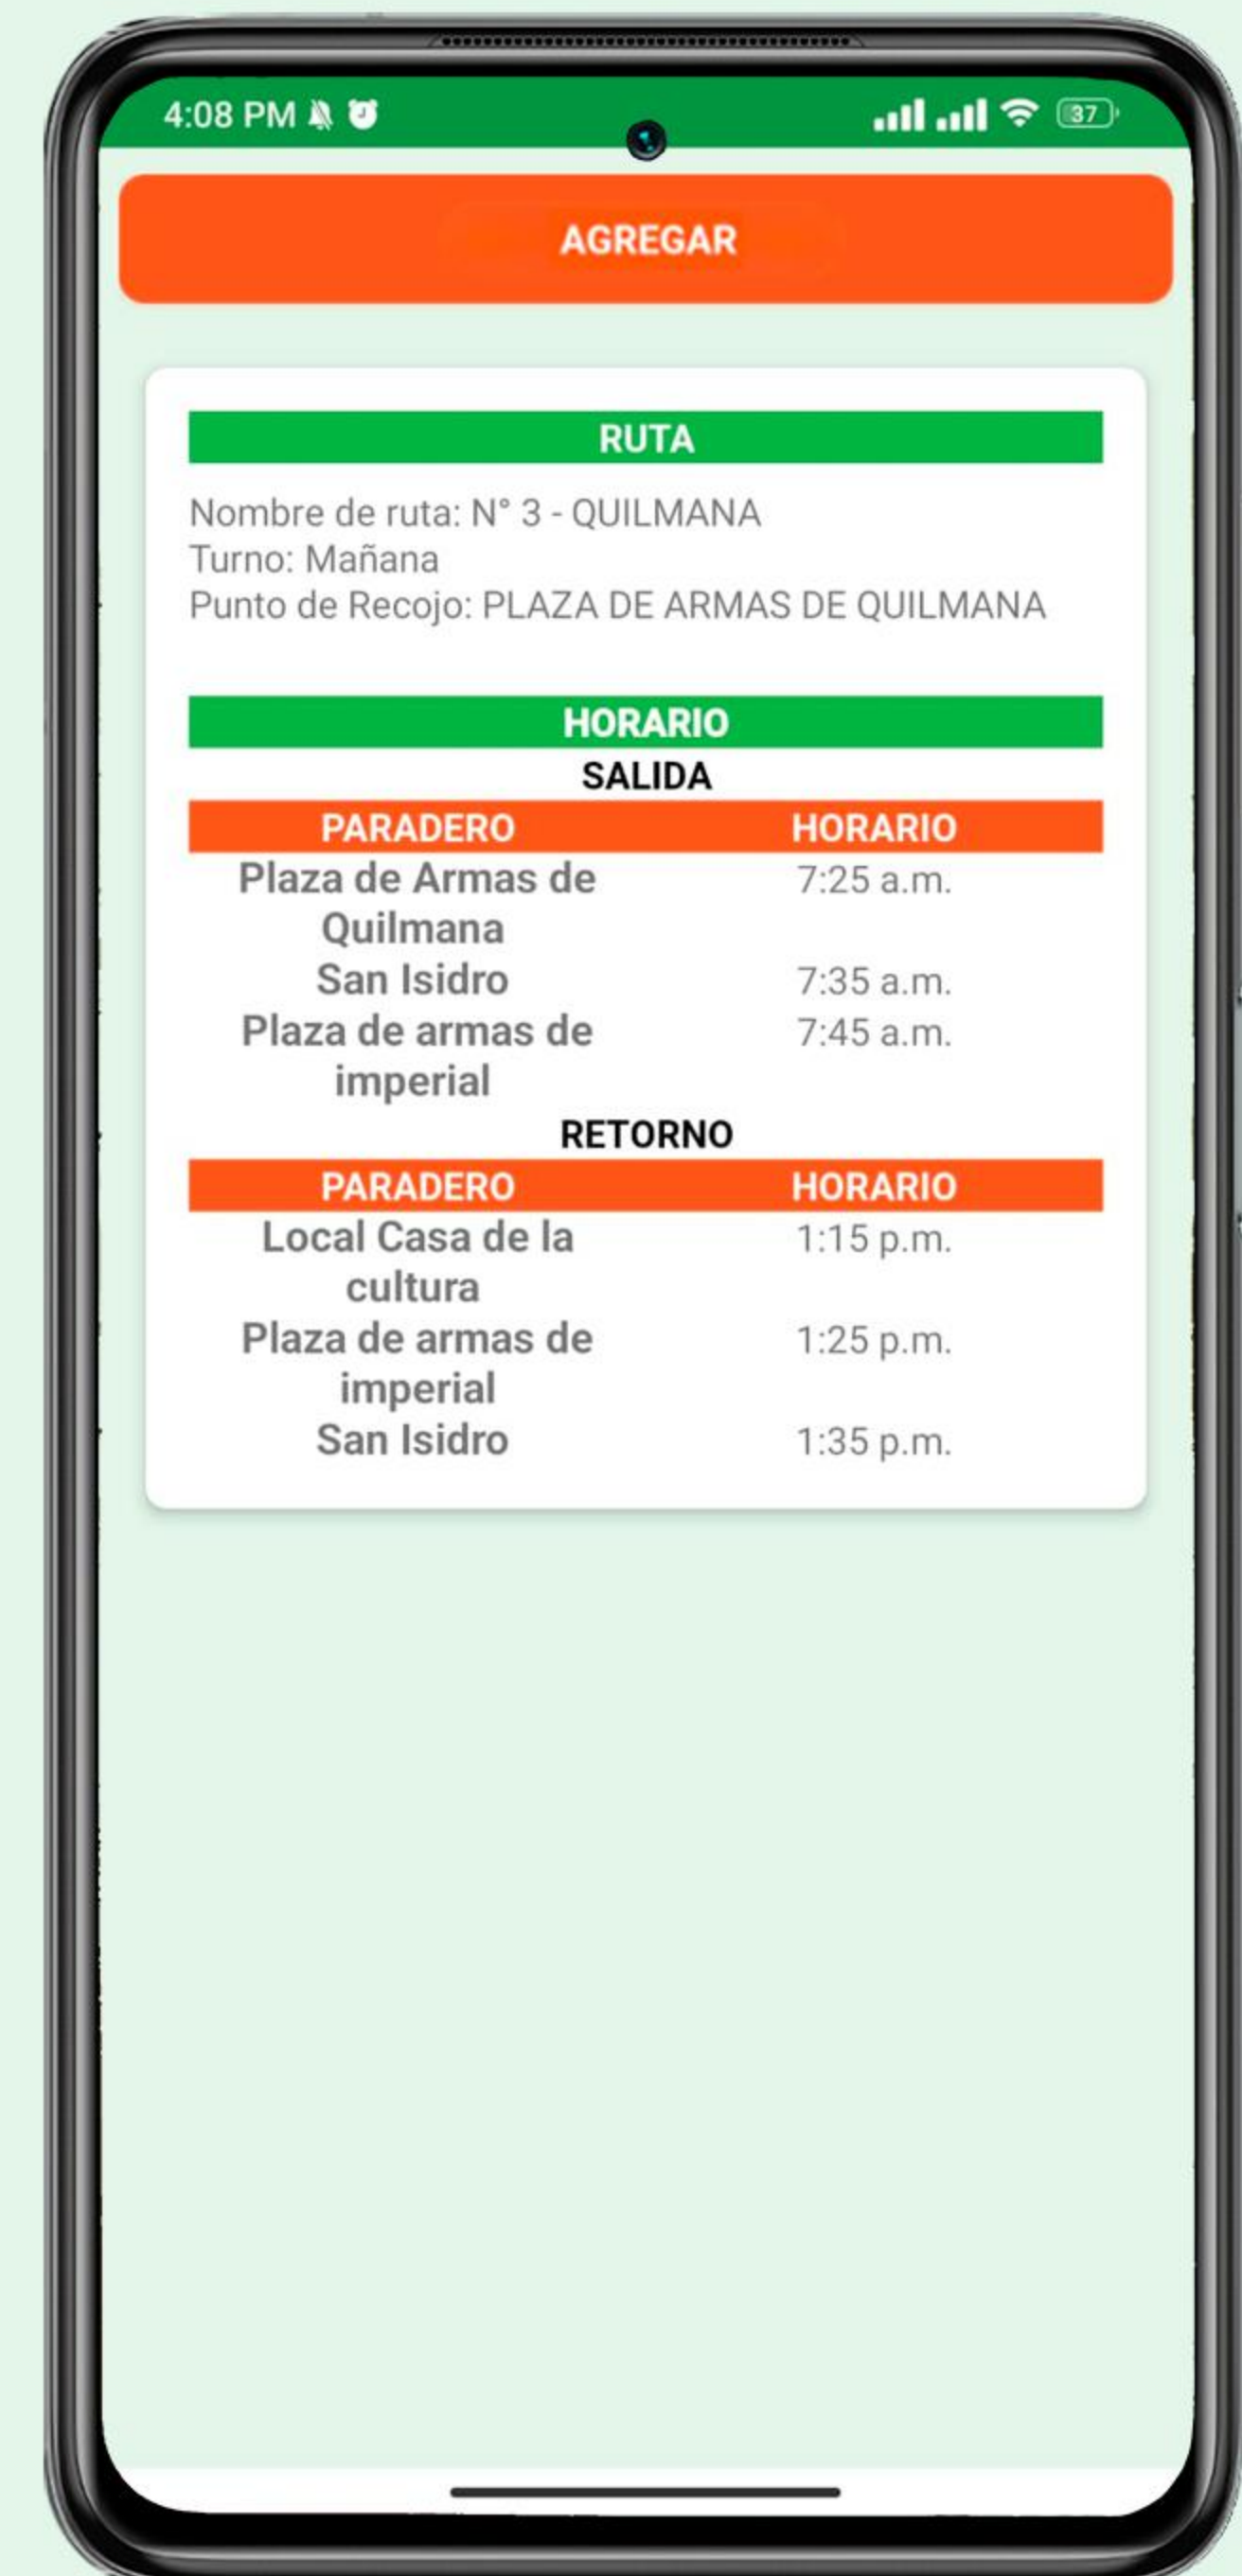 4:08 PM
37
AGREGAR
RUTA
Nombre de ruta: N° 3 - QUILMANA
Turno: Mañana
Punto de Recojo: PLAZA DE ARMAS DE QUILMANA
HORARIO
SALIDA
PARADERO HORARIO
Plaza de Armas de 7:25 a.m.
Quilmana
San Isidro 7:35 a.m.
Plaza de armas de 7:45 a.m.
imperial
RETORNO
PARADERO HORARIO
Local Casa de la 1:15 p.m.
cultura
Plaza de armas de 1:25 p.m.
imperial
San Isidro 1:35 p.m.